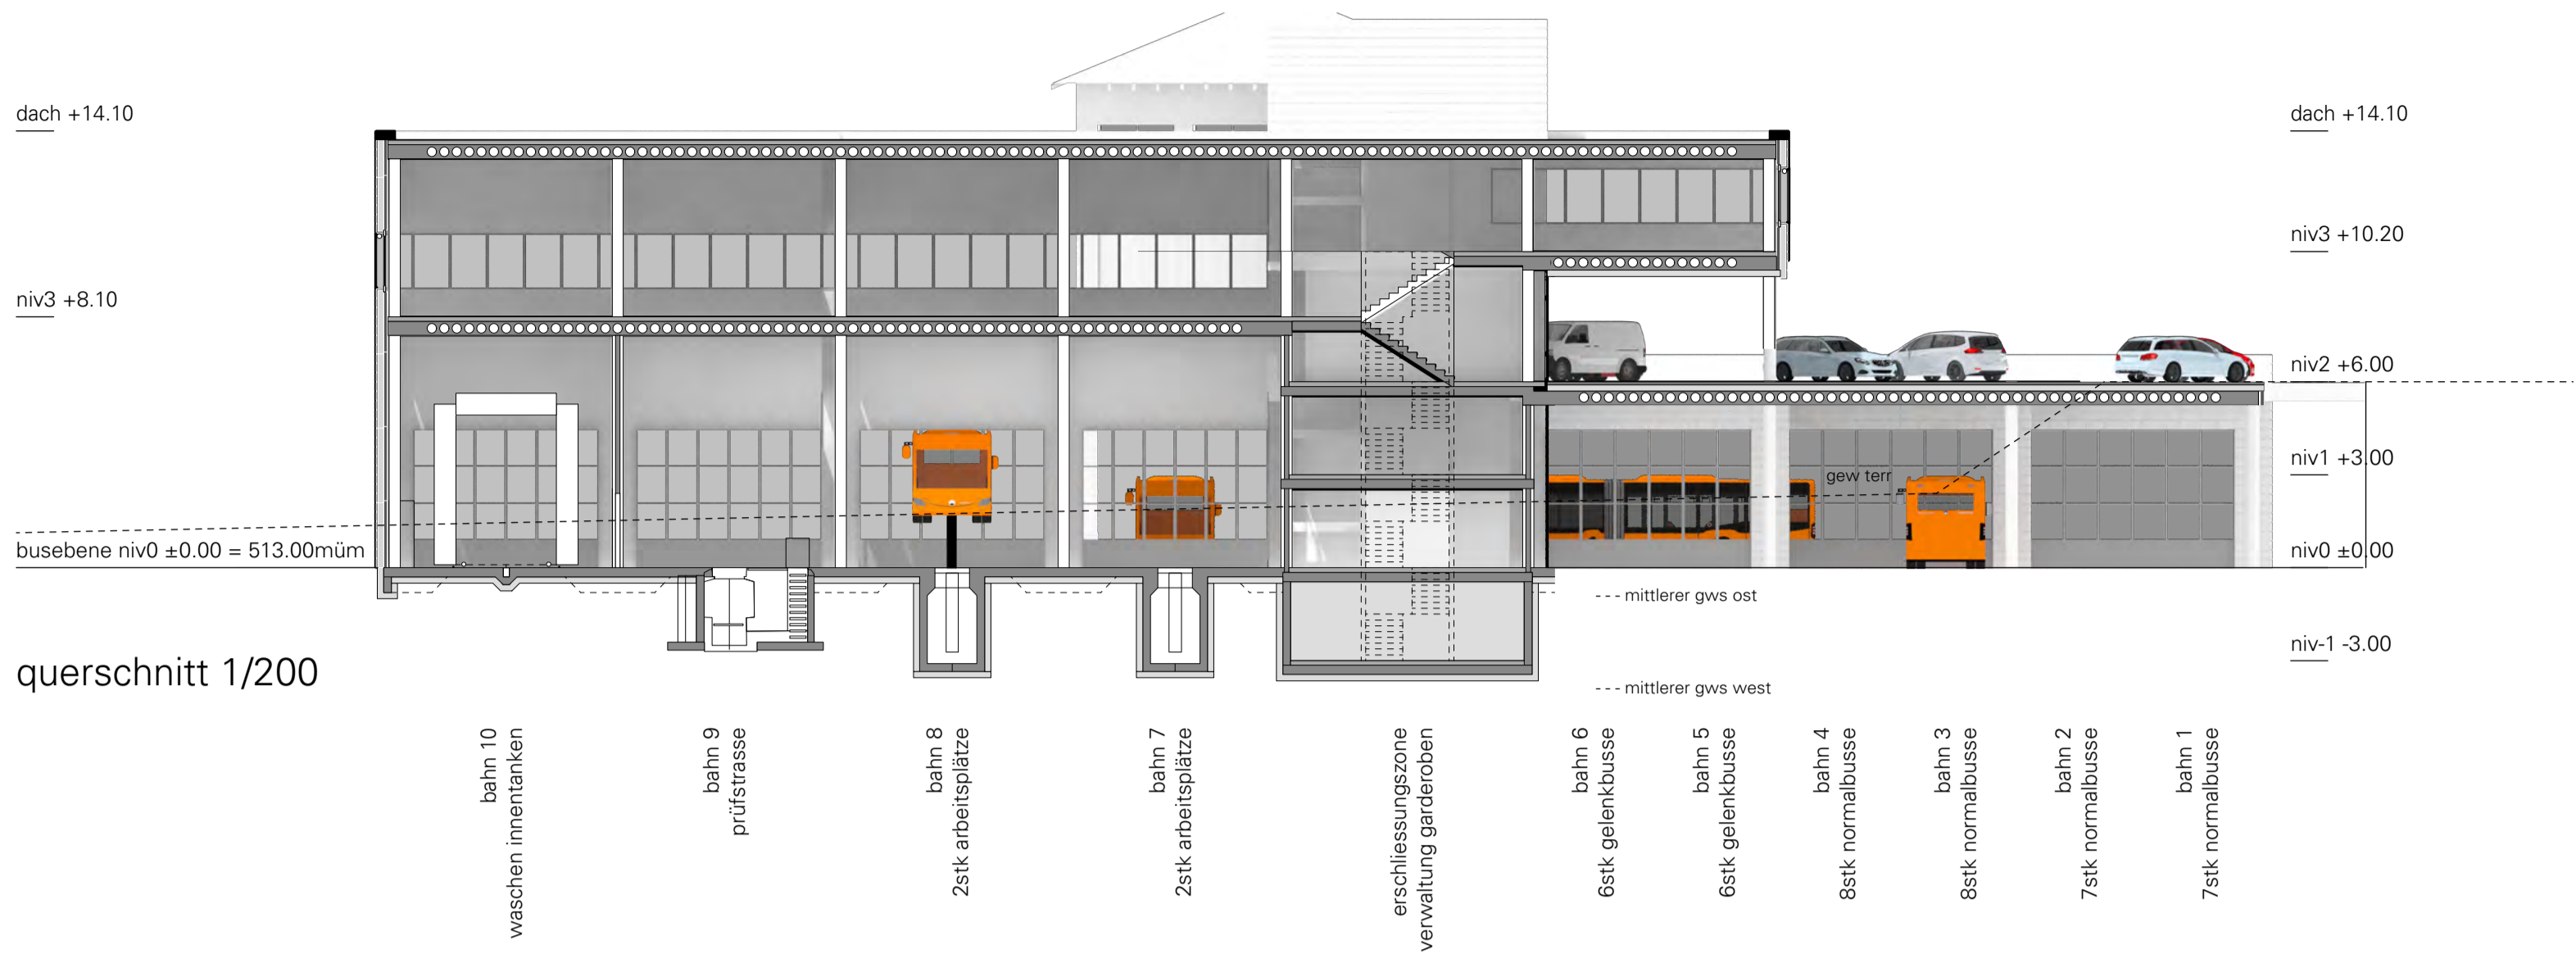 dach +14.10
dach +14.10
niv3 +10.20
niv3 +8.10
niv2 +6.00
niv1 +3.00
gew terr
busebene niv0 ±0.00 = 513.00müm
niv0 ±0.00
--- mittlerer gws ost
niv-1 -3.00
querschnitt 1/200
--- mittlerer gws west
bahn 10
waschen innentanken
bahn 9
prüfstrasse
bahn 8
2stk arbeitsplätze
bahn 7
2stk arbeitsplätze
erschliessungszone
verwaltung garderoben
bahn 6
6stk gelenkbusse
bahn 5
6stk gelenkbusse
bahn 4
8stk normalbusse
bahn 3
8stk normalbusse
bahn 2
7stk normalbusse
bahn 1
7stk normalbusse